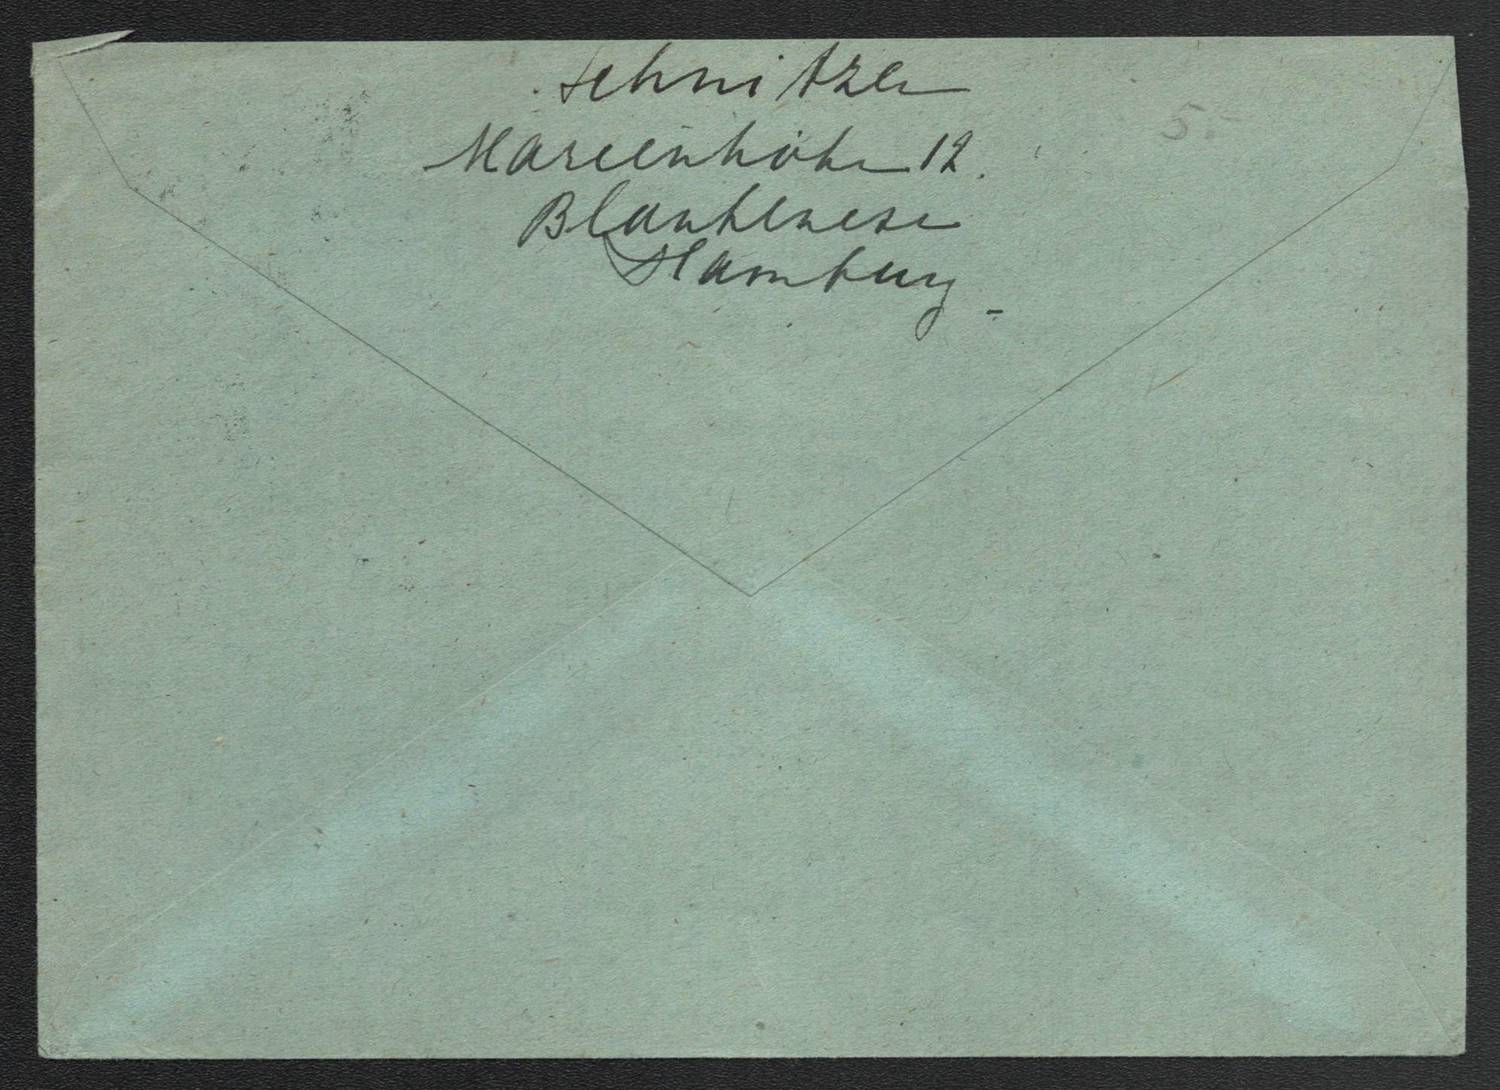 Schnitzler
Marienhöhe 12.
Blankenese
Hamburg -
5.-